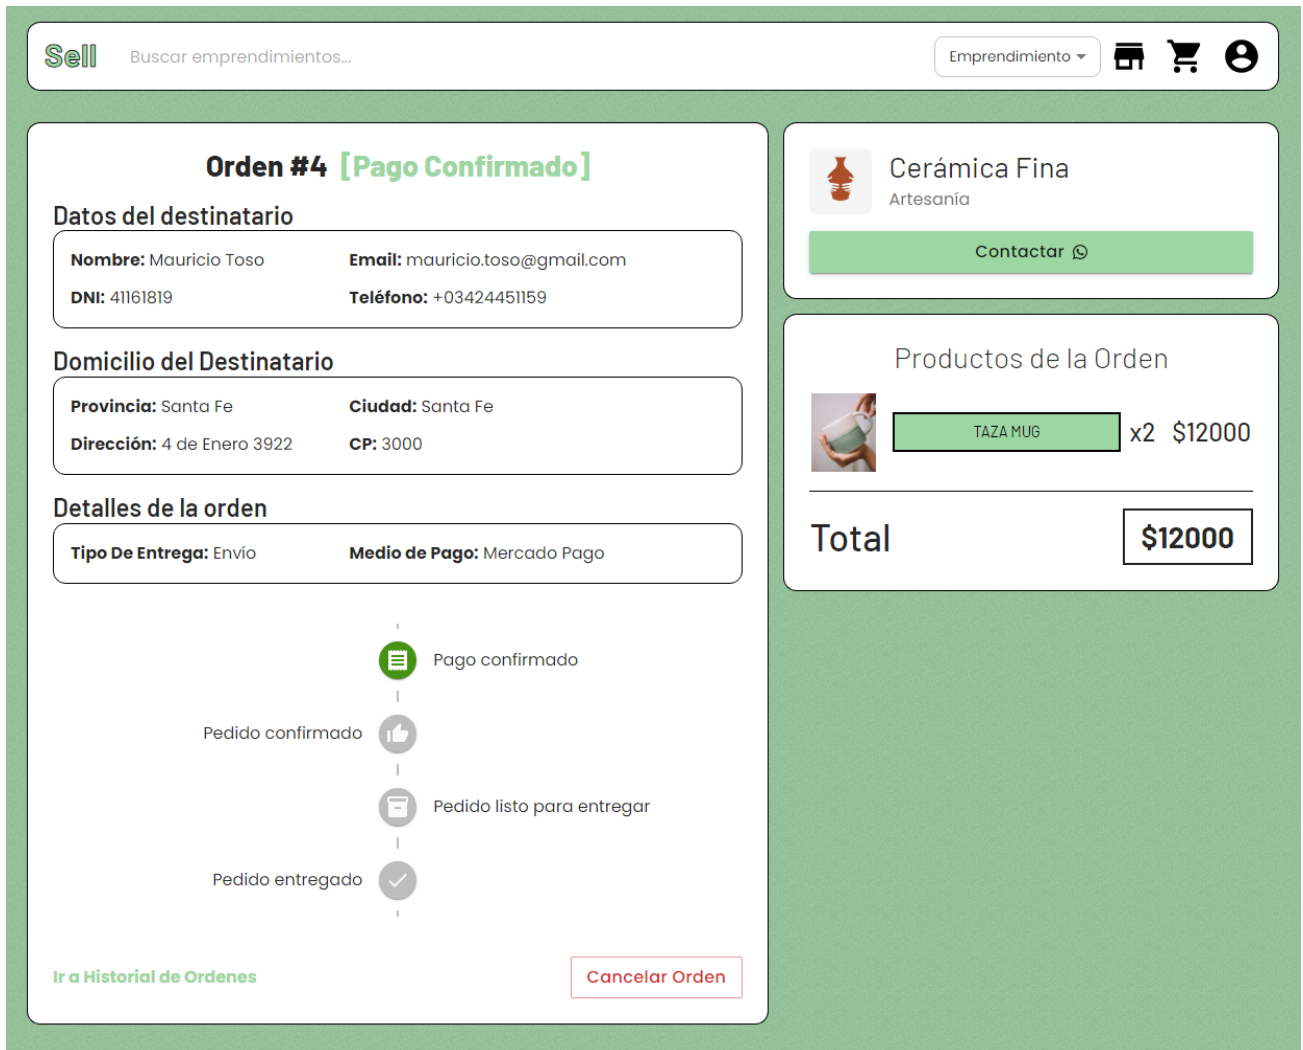 Sell
Buscar emprendimientos...
Emprendimiento
Orden #4 [Pago Confirmado]
Datos del destinatario
Nombre: Mauricio Toso
Email: mauricio.toso@gmail.com
DNI: 41161819
Teléfono: +03424451159
Domicilio del Destinatario
Provincia: Santa Fe
Ciudad: Santa Fe
Dirección: 4 de Enero 3922
CP: 3000
Detalles de la orden
Tipo De Entrega: Envío
Medio de Pago: Mercado Pago
Pago confirmado
Pedido confirmado
Pedido listo para entregar
Pedido entregado
Ir a Historial de Ordenes
Cancelar Orden
Cerámica Fina
Artesanía
Contactar
Productos de la Orden
TAZA MUG x2 $12000
Total $12000